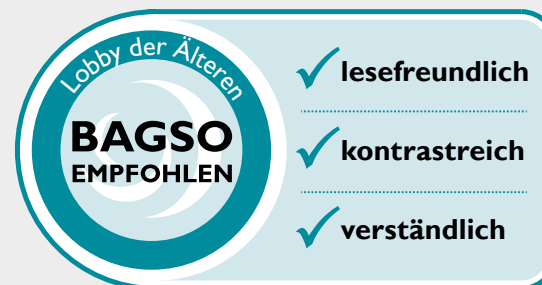 Lobby der Älteren
BAGSO
EMPFOHLEN
lesefreundlich
kontrastreich
verständlich